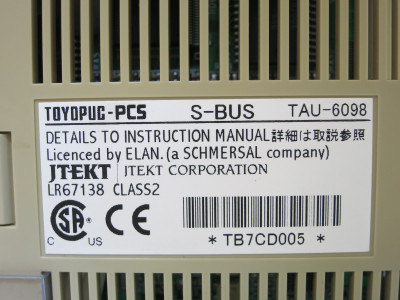 TOYOPUC-PCS S-BUS TAU-6098
DETAILS TO INSTRUCTION MANUAL 詳細は取説参照
Licenced by ELAN. (a SCHMERSAL company)
JTEKT JTEKT CORPORATION
LR67138 CLASS2
C SA US CE
*TB7CD005*